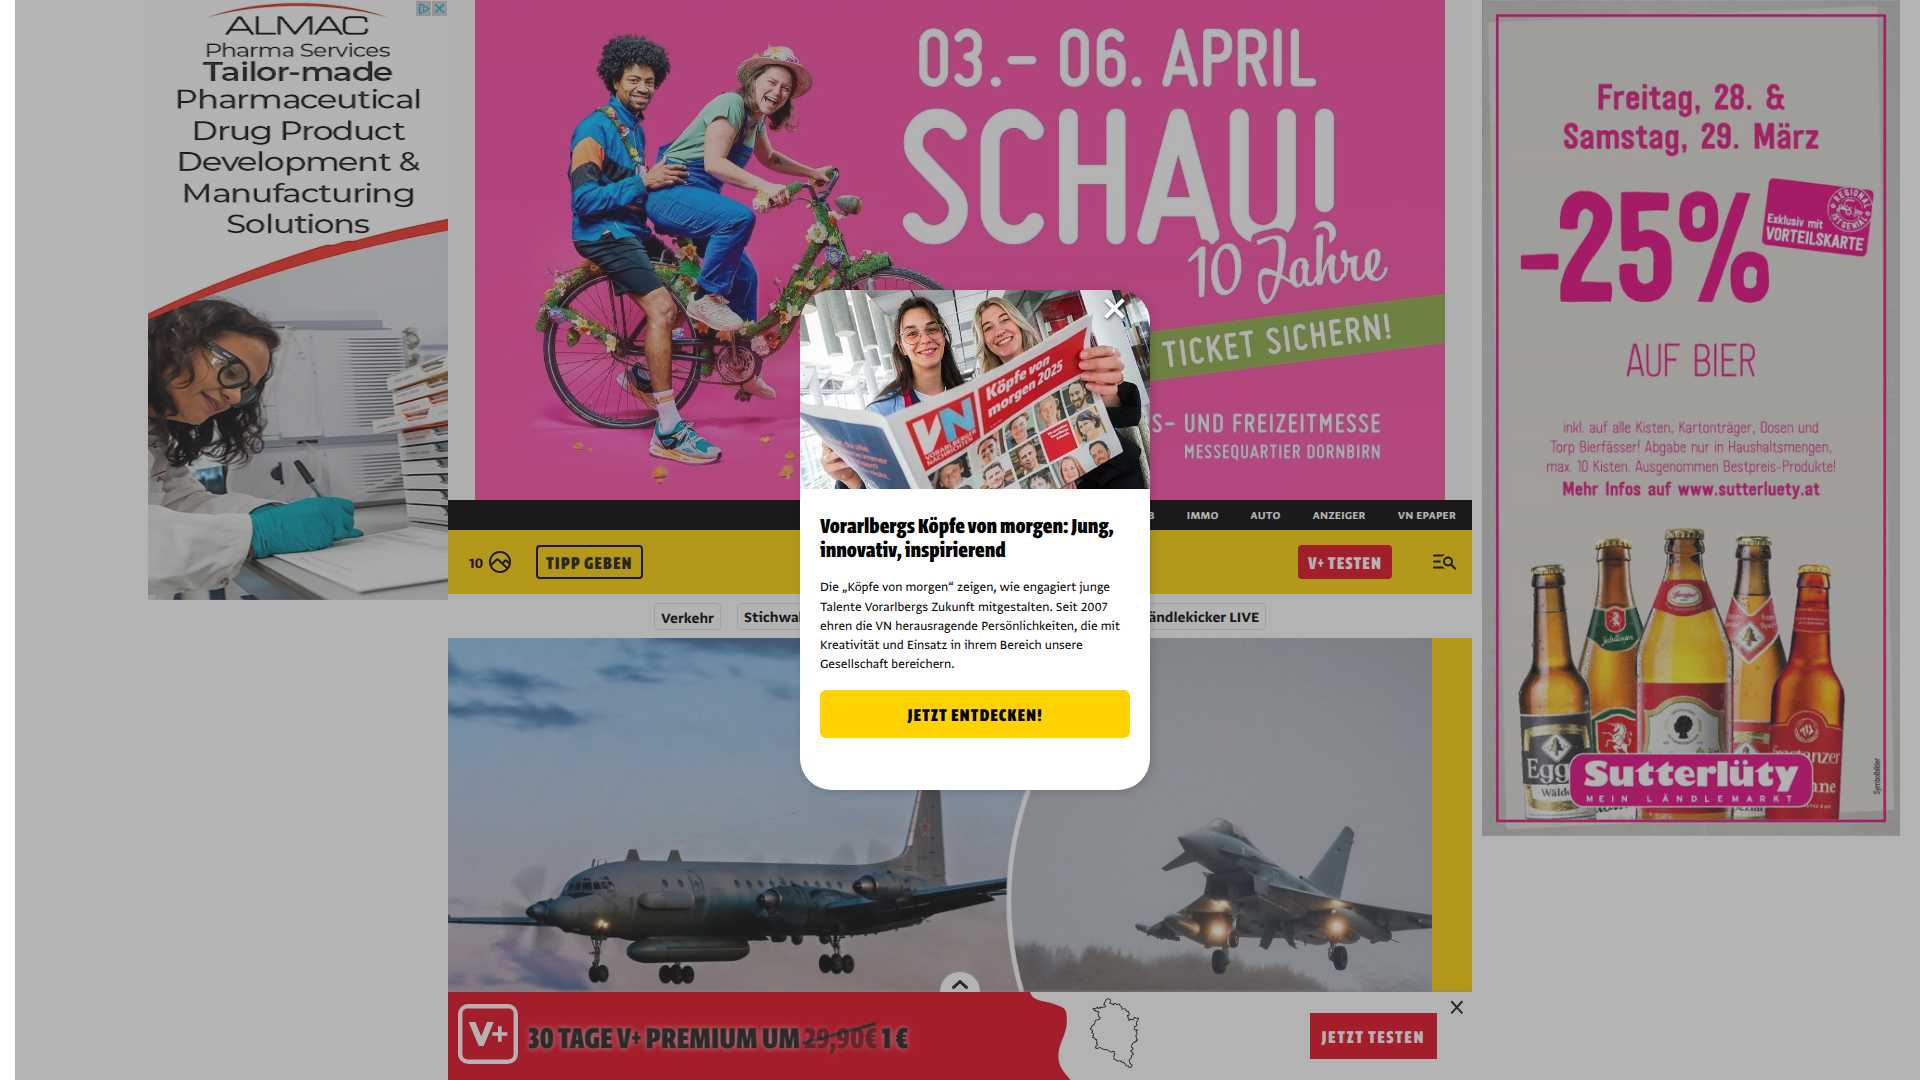 ALMAC
Pharma Services
Tailor-made
Pharmaceutical
Drug Product
Development &
Manufacturing
Solutions
03.– 06. APRIL
SCHAU!
10 Jahre
TICKET SICHERN!
S- UND FREIZEITMESSE
MESSEQUARTIER DORNBIRN
Freitag, 28. &
Samstag, 29. März
-25%
Exklusiv mit
VORTEILSKARTE
AUF BIER
inkl. auf alle Kisten, Kartonträger, Dosen und
Torp Bierfässer! Abgabe nur in Haushaltsmengen,
max. 10 Kisten. Ausgenommen Bestpreis-Produkte!
Mehr Infos auf www.sutterluety.at
Egg
Wälde
Sutterlüty
MEIN LÄNDLEMARKT
Symbolbilder
Köpfe von
morgen 2025
VN
VORARLBERGER
NACHRICHTEN
B
IMMO
AUTO
ANZEIGER
VN EPAPER
10
TIPP GEBEN
V+ TESTEN
Verkehr
Stichwa
ändlekicker LIVE
Vorarlbergs Köpfe von morgen: Jung,
innovativ, inspirierend
Die „Köpfe von morgen“ zeigen, wie engagiert junge
Talente Vorarlbergs Zukunft mitgestalten. Seit 2007
ehren die VN herausragende Persönlichkeiten, die mit
Kreativität und Einsatz in ihrem Bereich unsere
Gesellschaft bereichern.
JETZT ENTDECKEN!
V+
30 TAGE V+ PREMIUM UM 29,90€ 1 €
JETZT TESTEN